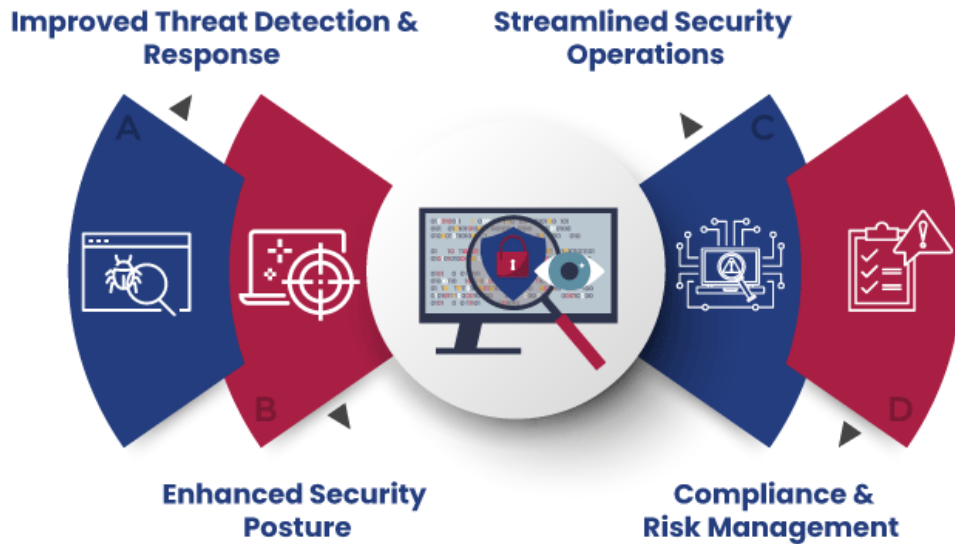 Improved Threat Detection &
Response
Streamlined Security
Operations
A
C
B
D
Enhanced Security
Posture
Compliance &
Risk Management